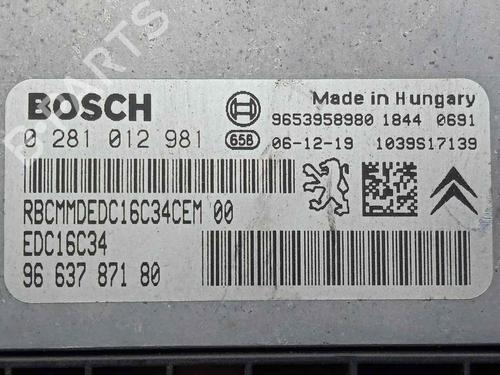 B-PARTS
BOSCH
Made in Hungary
9653958980 1844 0691
0 281 012 981
658
06-12-19 1039S17139
RBCMMDEDC16C34CEM 00
EDC16C34
96 637 871 80